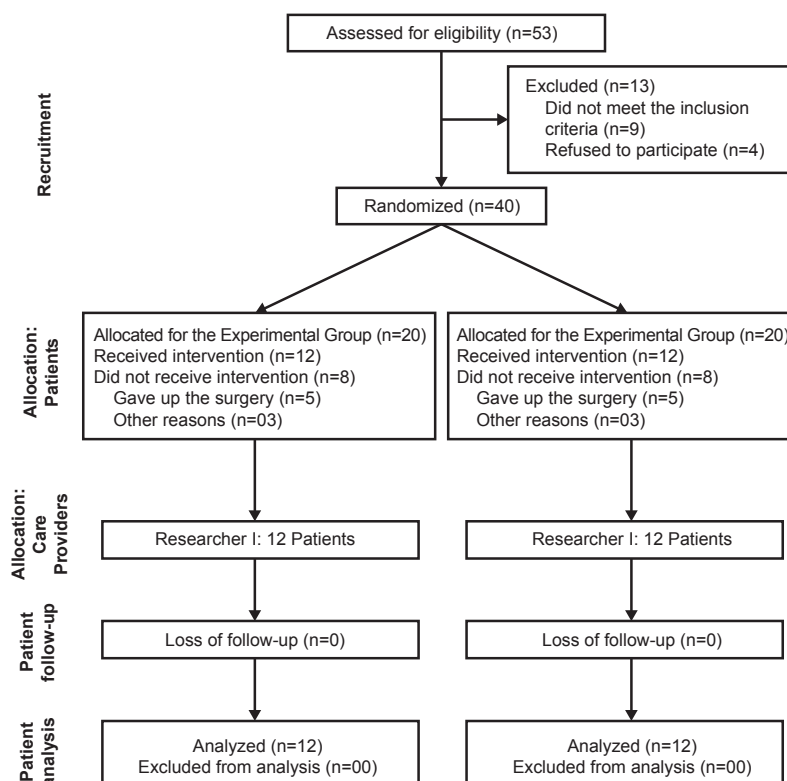 Assessed for eligibility (n=53)
Excluded (n=13)
Did not meet the inclusion
criteria (n=9)
Refused to participate (n=4)
Recruitment
Randomized (n=40)
Allocation:
Patients
Allocated for the Experimental Group (n=20)
Received intervention (n=12)
Did not receive intervention (n=8)
Gave up the surgery (n=5)
Other reasons (n=03)
Allocated for the Experimental Group (n=20)
Received intervention (n=12)
Did not receive intervention (n=8)
Gave up the surgery (n=5)
Other reasons (n=03)
Allocation:
Care
Providers
Researcher I: 12 Patients
Researcher I: 12 Patients
Patient
follow-up
Loss of follow-up (n=0)
Loss of follow-up (n=0)
Patient
analysis
Analyzed (n=12)
Excluded from analysis (n=00)
Analyzed (n=12)
Excluded from analysis (n=00)